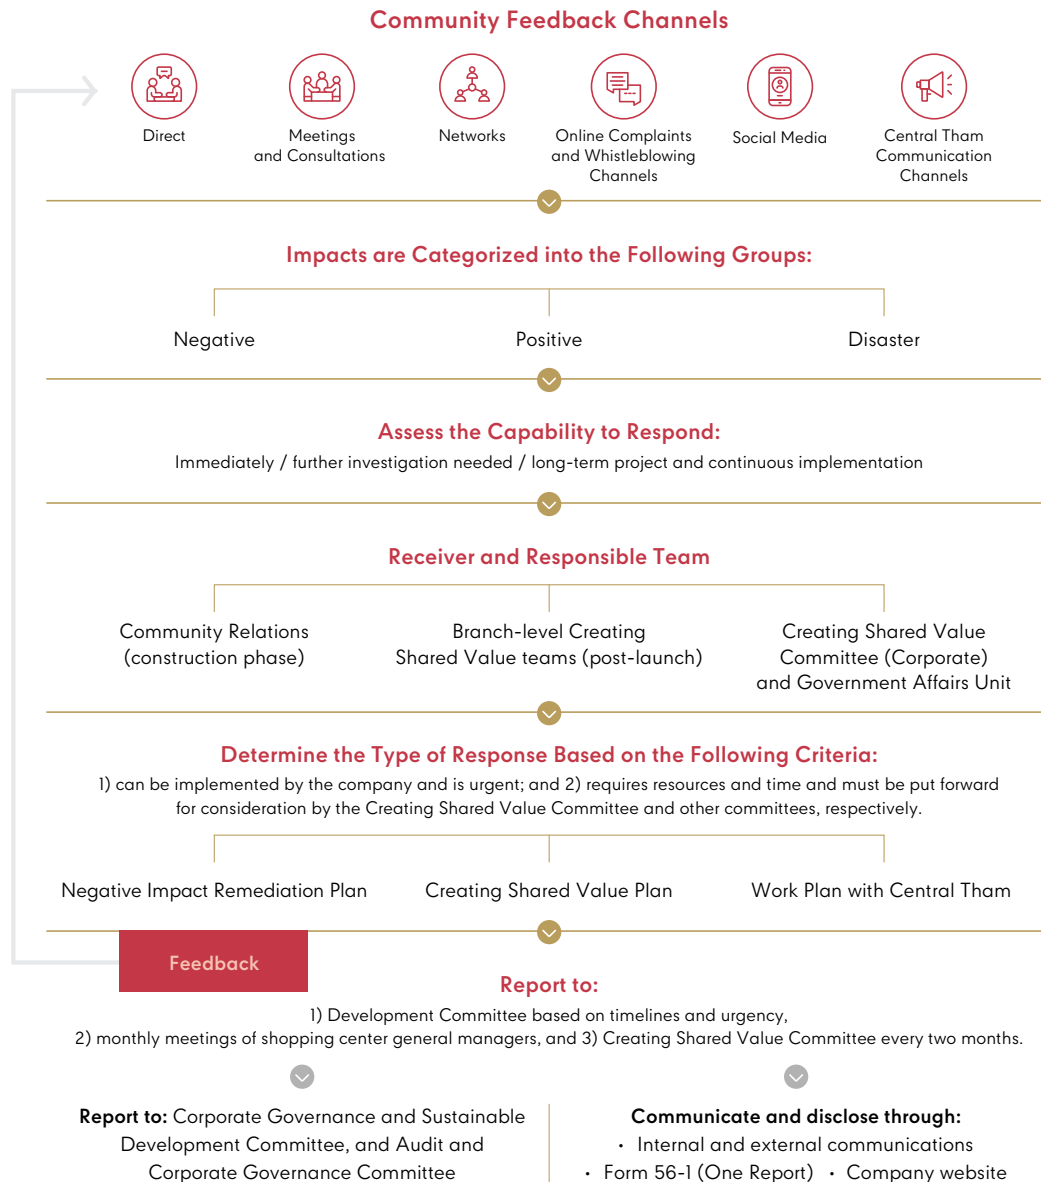 Community Feedback Channels
Direct
Meetings
and Consultations
Networks
Online Complaints
and Whistleblowing
Channels
Social Media
Central Tham
Communication
Channels
Impacts are Categorized into the Following Groups:
Negative
Positive
Disaster
Assess the Capability to Respond:
Immediately / further investigation needed / long-term project and continuous implementation
Receiver and Responsible Team
Community Relations
(construction phase)
Branch-level Creating
Shared Value teams (post-launch)
Creating Shared Value
Committee (Corporate)
and Government Affairs Unit
Determine the Type of Response Based on the Following Criteria:
1) can be implemented by the company and is urgent; and 2) requires resources and time and must be put forward
for consideration by the Creating Shared Value Committee and other committees, respectively.
Negative Impact Remediation Plan
Creating Shared Value Plan
Work Plan with Central Tham
Feedback
Report to:
1) Development Committee based on timelines and urgency,
2) monthly meetings of shopping center general managers, and 3) Creating Shared Value Committee every two months.
Report to: Corporate Governance and Sustainable
Development Committee, and Audit and
Corporate Governance Committee
Communicate and disclose through:
• Internal and external communications
• Form 56-1 (One Report) • Company website